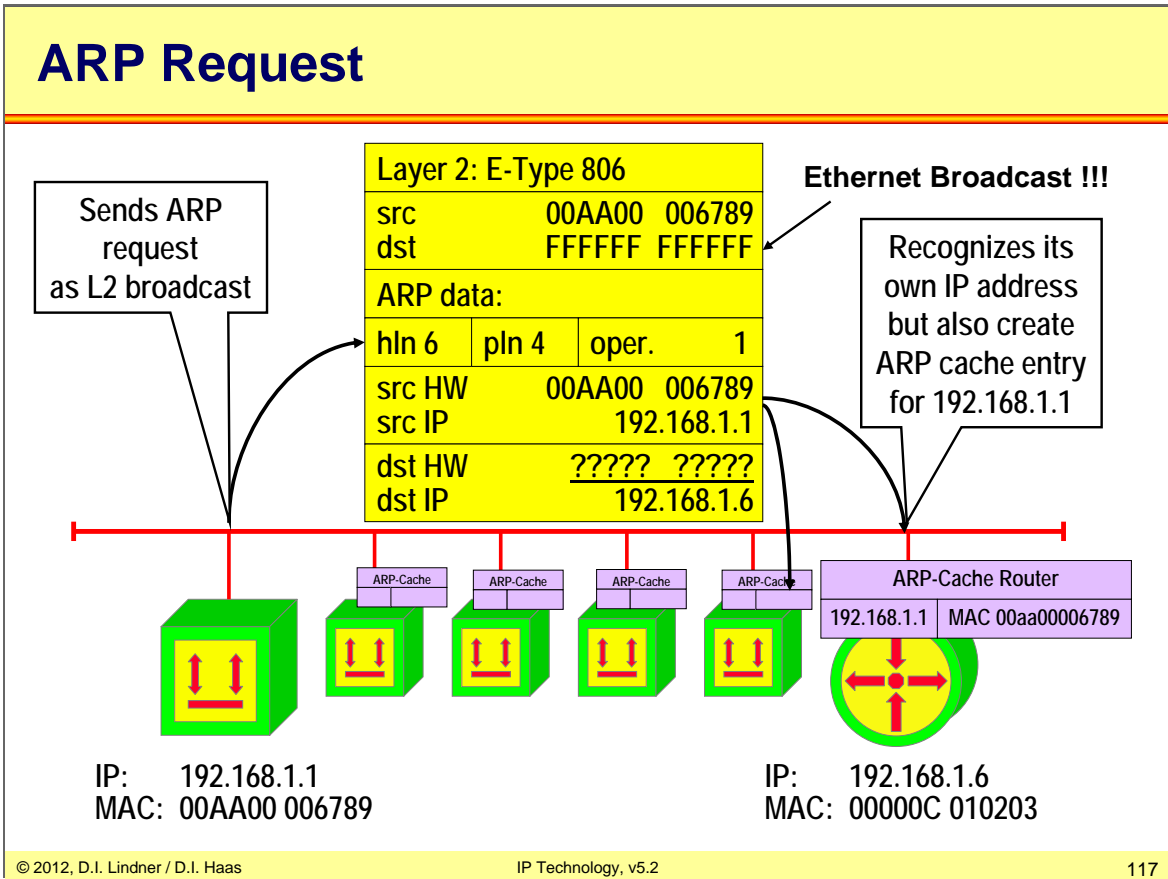 ARP Request
Sends ARP
request
as L2 broadcast
Layer 2: E-Type 806
src 00AA00 006789
dst FFFFFF FFFFFF
ARP data:
hln 6 pln 4 oper. 1
src HW 00AA00 006789
src IP 192.168.1.1
dst HW ????? ?????
dst IP 192.168.1.6
Ethernet Broadcast !!!
Recognizes its
own IP address
but also create
ARP cache entry
for 192.168.1.1
ARP-Cache
ARP-Cache
ARP-Cache
ARP-Cache
ARP-Cache Router
192.168.1.1 MAC 00aa00006789
IP: 192.168.1.1
MAC: 00AA00 006789
IP: 192.168.1.6
MAC: 00000C 010203
© 2012, D.I. Lindner / D.I. Haas IP Technology, v5.2 117